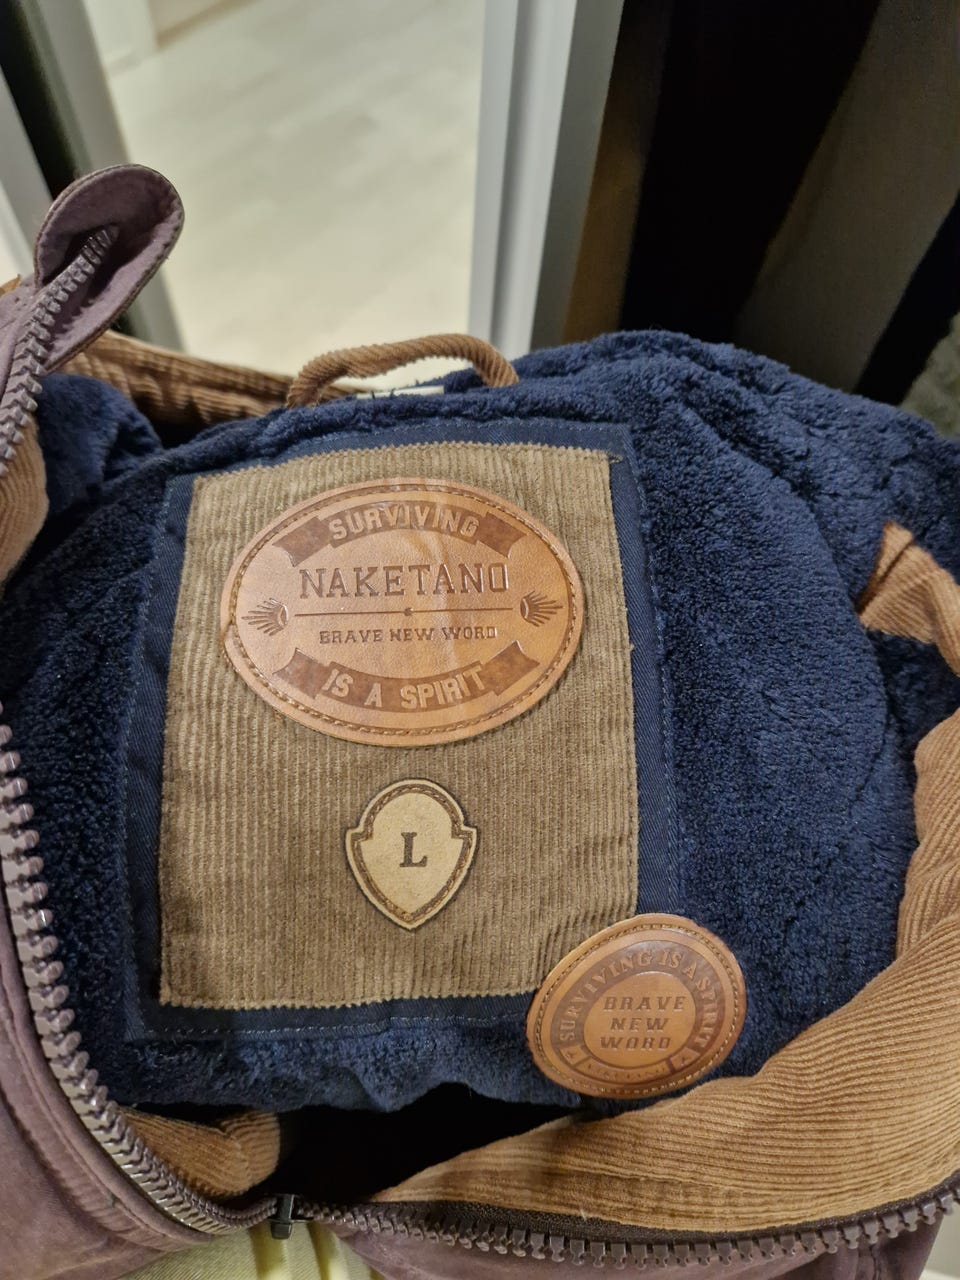 SURVIVING
NAKETANO
BRAVE NEW WORD
IS A SPIRIT
L
SURVIVING IS A SPIRIT
BRAVE
NEW
WORD